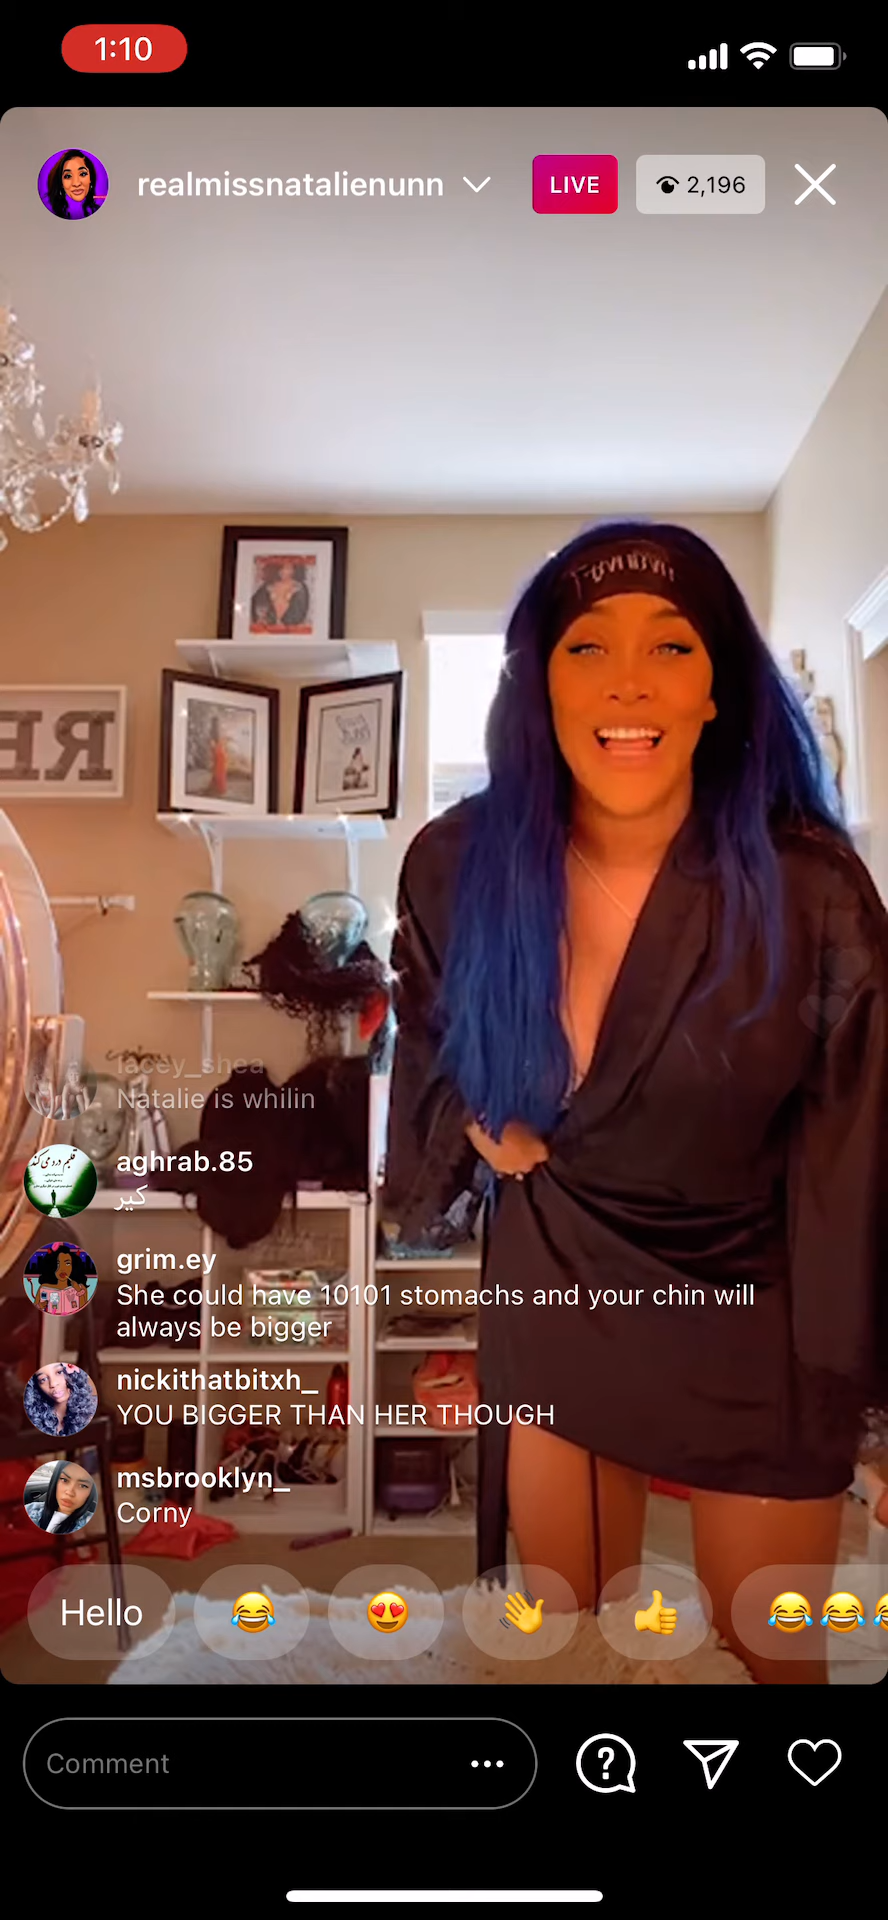 1:10
realmissnatalienunn
LIVE
2,196
RE
lacey_shea
Natalie is whilin
aghrab.85
کیر
grim.ey
She could have 10101 stomachs and your chin will
always be bigger
nickithatbitxh_
YOU BIGGER THAN HER THOUGH
msbrooklyn_
Corny
Hello
Comment